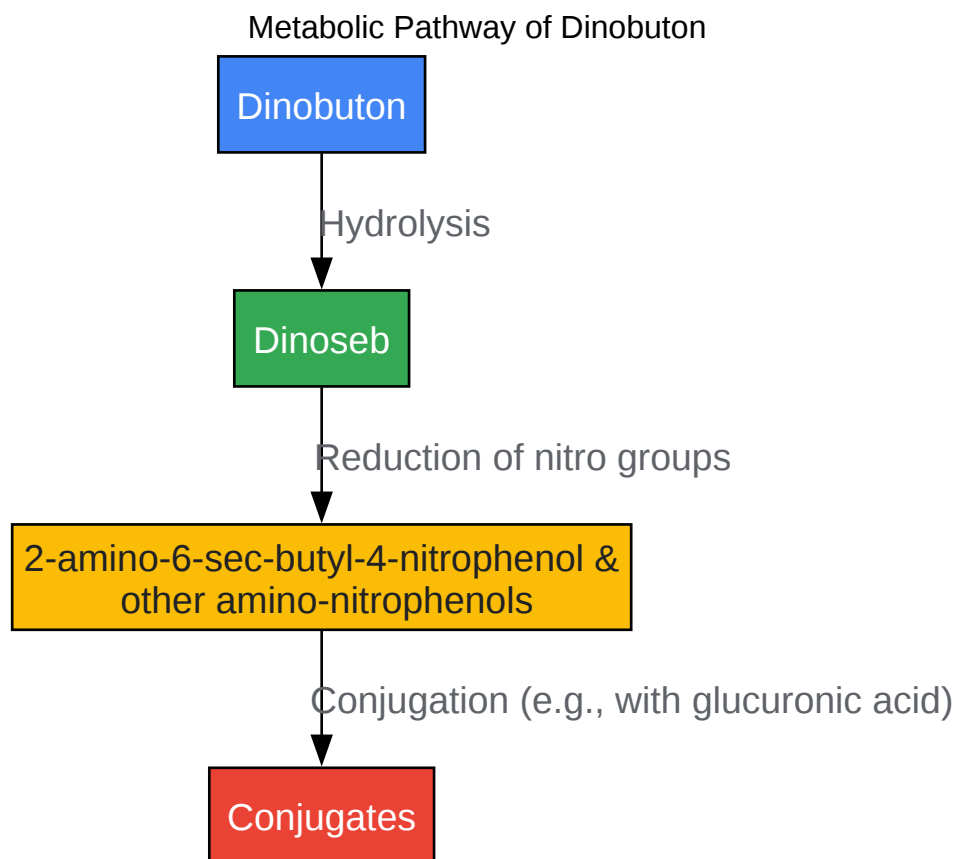 Metabolic Pathway of Dinobuton
Dinobuton
Hydrolysis
Dinoseb
Reduction of nitro groups
2-amino-6-sec-butyl-4-nitrophenol &
other amino-nitrophenols
Conjugation (e.g., with glucuronic acid)
Conjugates